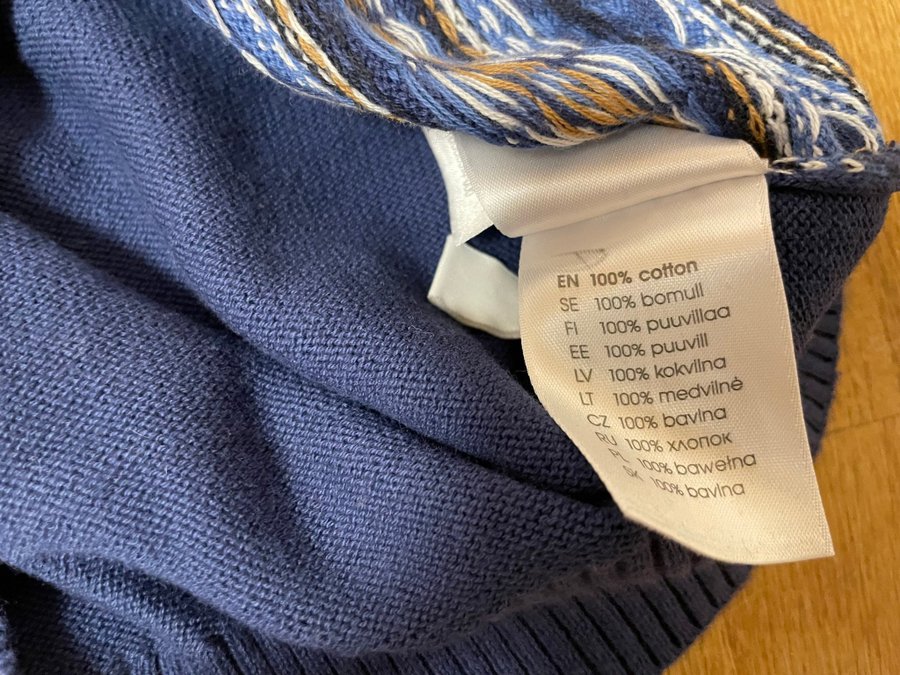 EN 100% cotton
SE 100% bomull
FI 100% puuvillaa
EE 100% puuvill
LV 100% kokvilna
LT 100% medvilnė
CZ 100% bavlna
RU 100% хлопок
PL 100% bawełna
SK 100% bavlna